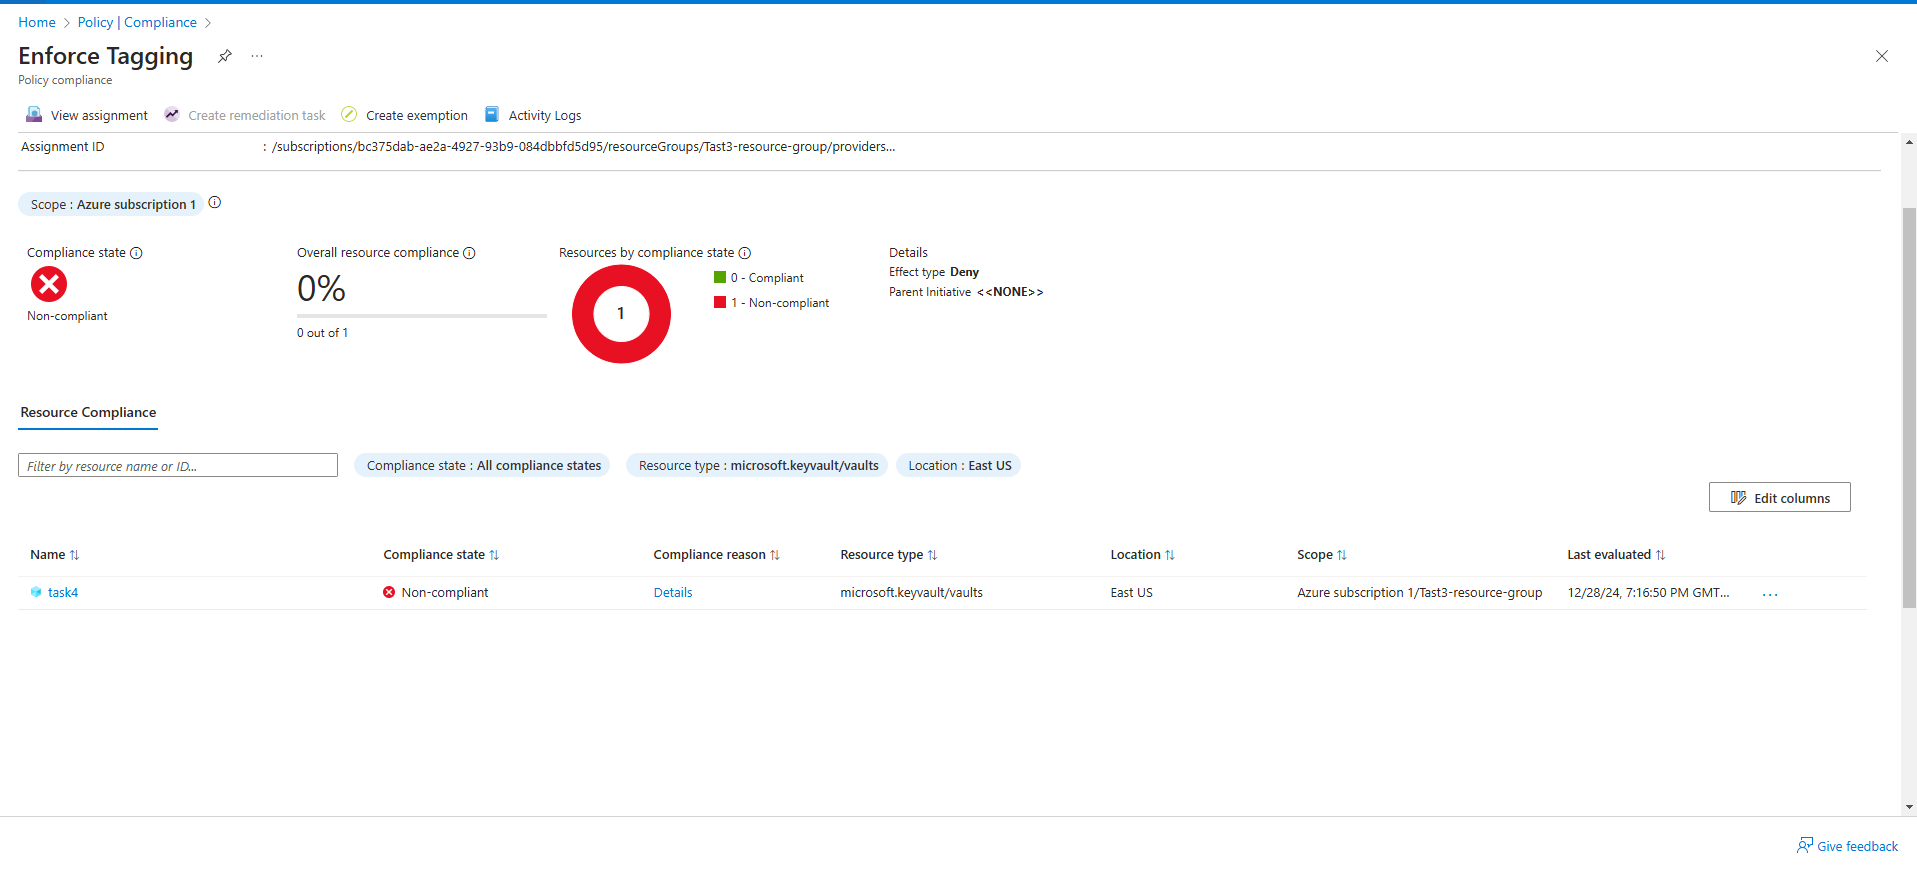 Home > Policy | Compliance >
Enforce Tagging
Policy compliance
View assignment Create remediation task Create exemption Activity Logs
Assignment ID : /subscriptions/bc375dab-ae2a-4927-93b9-084dbbfd5d95/resourceGroups/Tast3-resource-group/providers...
Scope : Azure subscription 1
Compliance state Overall resource compliance Resources by compliance state Details
Non-compliant
0%
0 out of 1
1
0 - Compliant
1 - Non-compliant
Effect type Deny
Parent Initiative <<NONE>>
Resource Compliance
Filter by resource name or ID... Compliance state : All compliance states Resource type : microsoft.keyvault/vaults Location : East US
Edit columns
Name Compliance state Compliance reason Resource type Location Scope Last evaluated
task4 Non-compliant Details microsoft.keyvault/vaults East US Azure subscription 1/Tast3-resource-group 12/28/24, 7:16:50 PM GMT... ...
Give feedback